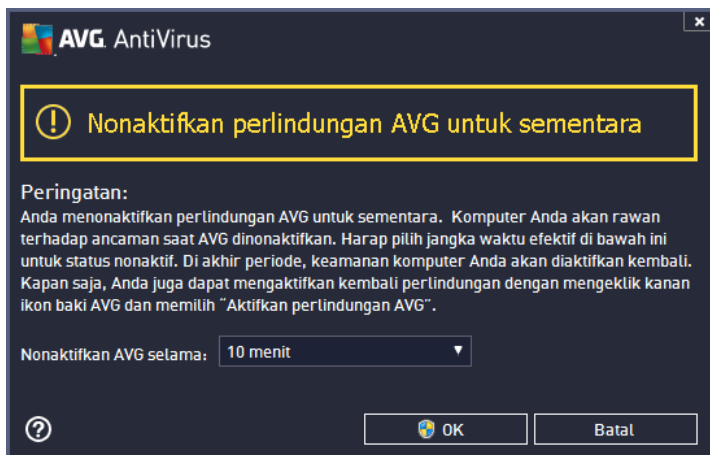 AVG AntiVirus
Nonaktifkan perlindungan AVG untuk sementara
Peringatan:
Anda menonaktifkan perlindungan AVG untuk sementara. Komputer Anda akan rawan
terhadap ancaman saat AVG dinonaktifkan. Harap pilih jangka waktu efektif di bawah ini
untuk status nonaktif. Di akhir periode, keamanan komputer Anda akan diaktifkan kembali.
Kapan saja, Anda juga dapat mengaktifkan kembali perlindungan dengan mengeklik kanan
ikon baki AVG dan memilih "Aktifkan perlindungan AVG".
Nonaktifkan AVG selama: 10 menit
OK Batal